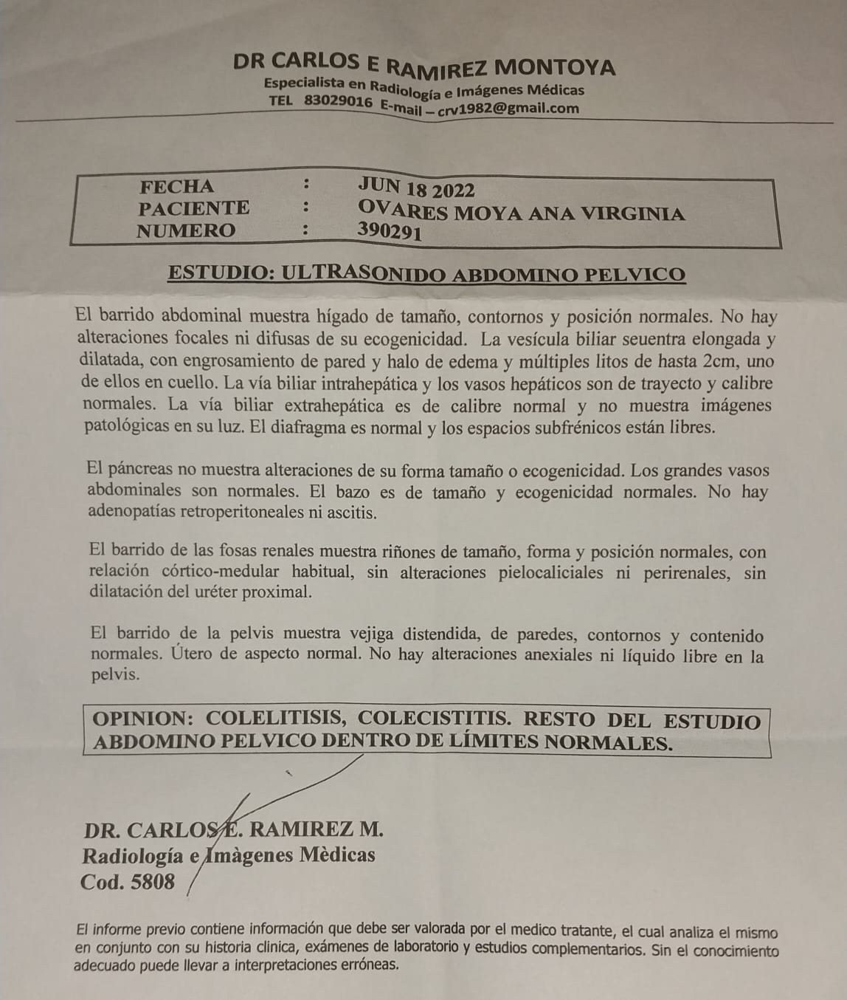 DR CARLOS E RAMIREZ MONTOYA
Especialista en Radiología e Imágenes Médicas
TEL 83029016 E-mail – crv1982@gmail.com
FECHA : JUN 18 2022
PACIENTE : OVARES MOYA ANA VIRGINIA
NUMERO : 390291
ESTUDIO: ULTRASONIDO ABDOMINO PELVICO
El barrido abdominal muestra hígado de tamaño, contornos y posición normales. No hay
alteraciones focales ni difusas de su ecogenicidad. La vesícula biliar seuentra elongada y
dilatada, con engrosamiento de pared y halo de edema y múltiples litos de hasta 2cm, uno
de ellos en cuello. La vía biliar intrahepática y los vasos hepáticos son de trayecto y calibre
normales. La vía biliar extrahepática es de calibre normal y no muestra imágenes
patológicas en su luz. El diafragma es normal y los espacios subfrénicos están libres.
El páncreas no muestra alteraciones de su forma tamaño o ecogenicidad. Los grandes vasos
abdominales son normales. El bazo es de tamaño y ecogenicidad normales. No hay
adenopatías retroperitoneales ni ascitis.
El barrido de las fosas renales muestra riñones de tamaño, forma y posición normales, con
relación córtico-medular habitual, sin alteraciones pielocaliciales ni perirenales, sin
dilatación del uréter proximal.
El barrido de la pelvis muestra vejiga distendida, de paredes, contornos y contenido
normales. Útero de aspecto normal. No hay alteraciones anexiales ni líquido libre en la
pelvis.
OPINION: COLELITISIS, COLECISTITIS. RESTO DEL ESTUDIO
ABDOMINO PELVICO DENTRO DE LÍMITES NORMALES.
DR. CARLOS E. RAMIREZ M.
Radiología e Imàgenes Mèdicas
Cod. 5808
El informe previo contiene información que debe ser valorada por el medico tratante, el cual analiza el mismo
en conjunto con su historia clinica, exámenes de laboratorio y estudios complementarios. Sin el conocimiento
adecuado puede llevar a interpretaciones erróneas.